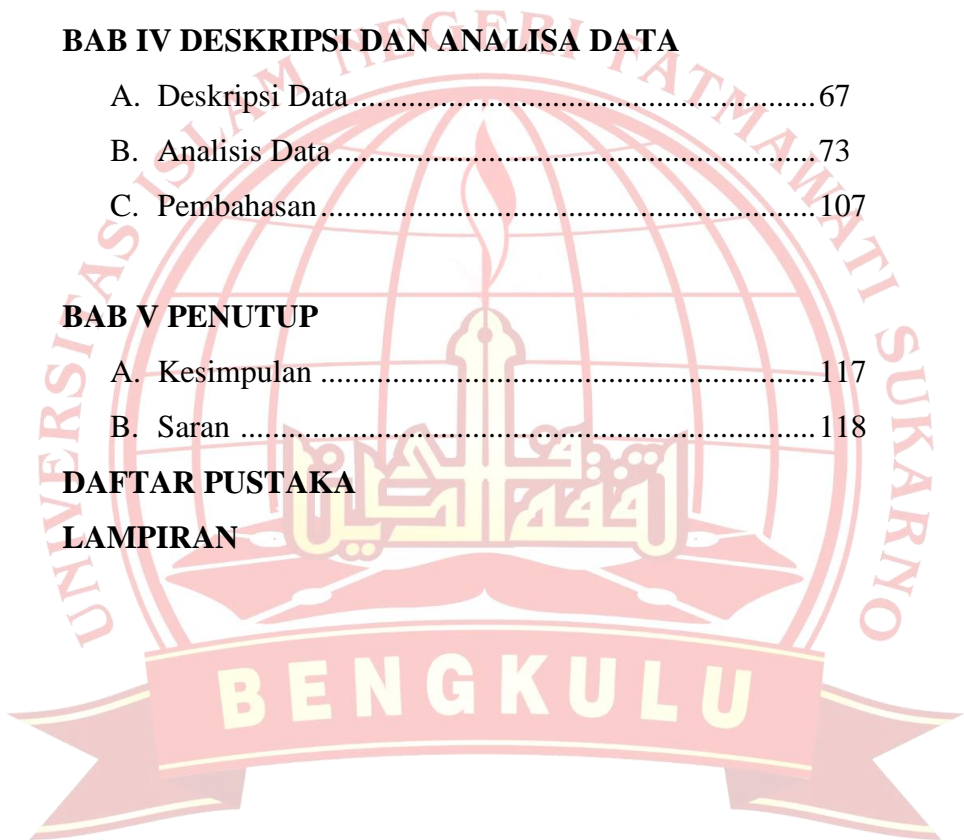 BAB IV DESKRIPSI DAN ANALISA DATA
A. Deskripsi Data........................................................67
B. Analisis Data..........................................................73
C. Pembahasan............................................................107
BAB V PENUTUP
A. Kesimpulan............................................................117
B. Saran......................................................................118
DAFTAR PUSTAKA
LAMPIRAN
UNIVERSITAS ISLAM NEGERI FATMAWATI SUKARNO
BENGKULU